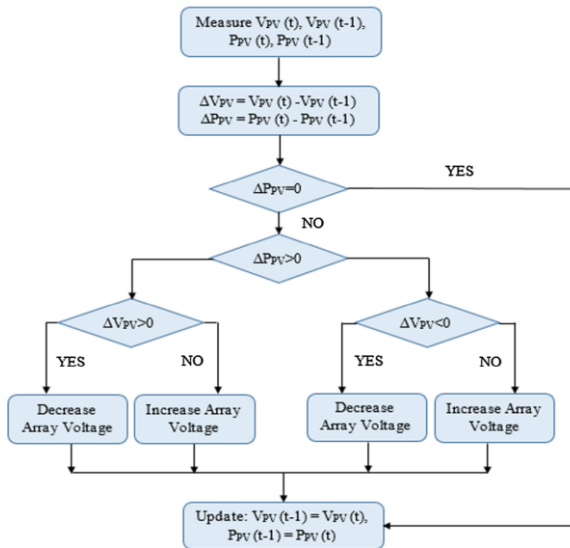 Measure VPV (t), VPV (t-1),
PPV (t), PPV (t-1)
ΔVPV = VPV (t) -VPV (t-1)
ΔPPV = PPV (t) - PPV (t-1)
ΔPPV=0
YES
NO
ΔPPV>0
ΔVPV>0
ΔVPV<0
YES
NO
YES
NO
Decrease
Array Voltage
Increase Array
Voltage
Decrease
Array Voltage
Increase Array
Voltage
Update: VPV (t-1) = VPV (t),
PPV (t-1) = PPV (t)